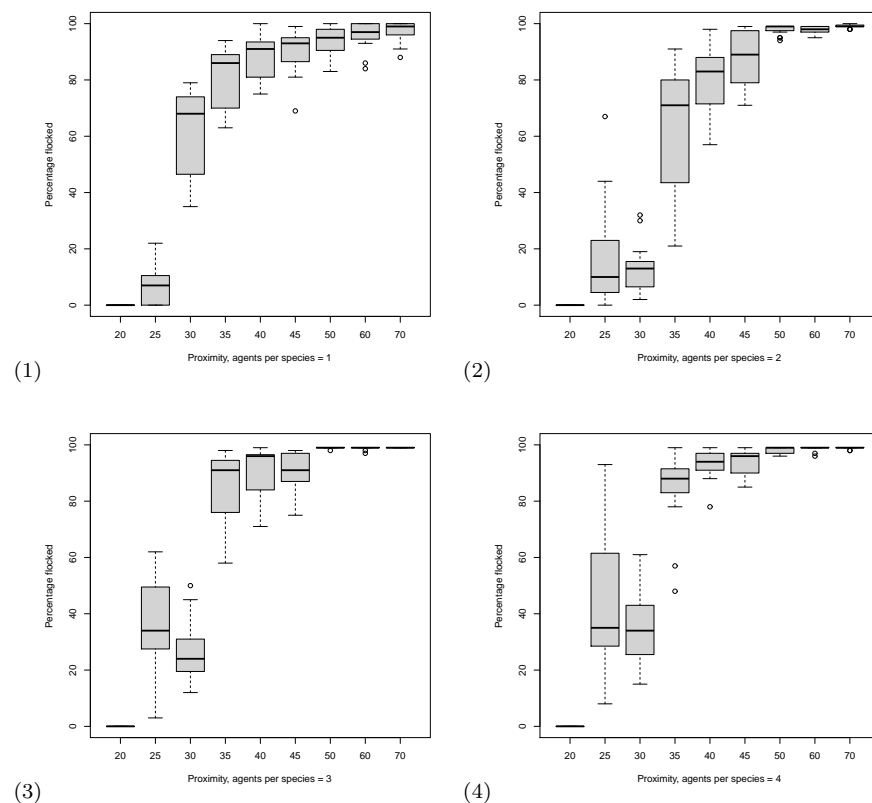 Percentage flocked
100
80
60
40
20
0
20 25 30 35 40 45 50 60 70
Proximity, agents per species = 1
(1)
Percentage flocked
100
80
60
40
20
0
20 25 30 35 40 45 50 60 70
Proximity, agents per species = 2
(2)
Percentage flocked
100
80
60
40
20
0
20 25 30 35 40 45 50 60 70
Proximity, agents per species = 3
(3)
Percentage flocked
100
80
60
40
20
0
20 25 30 35 40 45 50 60 70
Proximity, agents per species = 4
(4)